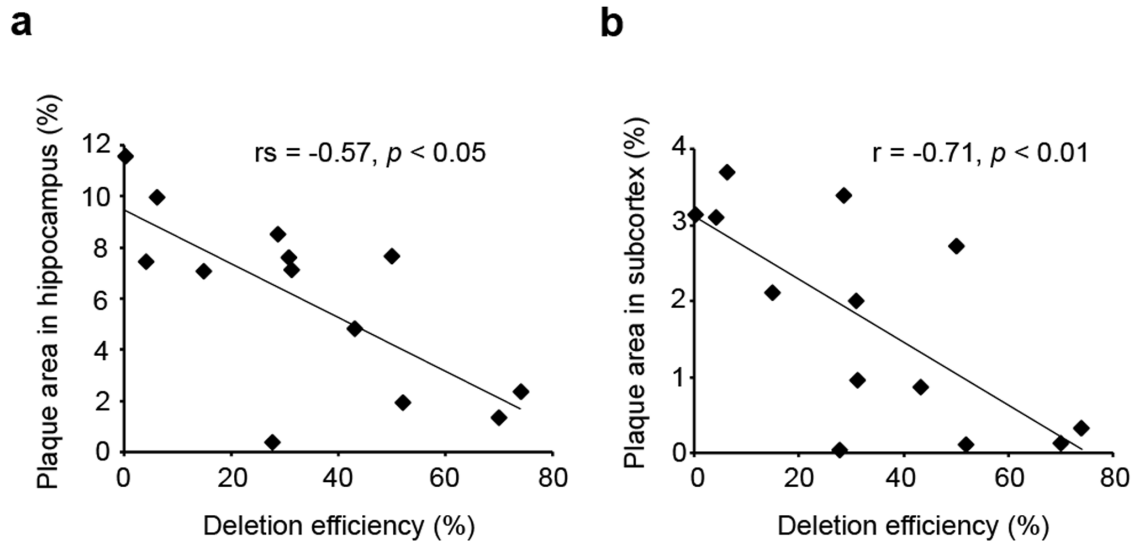 a
b
rs = -0.57, p < 0.05
r = -0.71, p < 0.01
Plaque area in hippocampus (%)
12
10
8
6
4
2
0
0 20 40 60 80
Deletion efficiency (%)
Plaque area in subcortex (%)
4
3
2
1
0
0 20 40 60 80
Deletion efficiency (%)